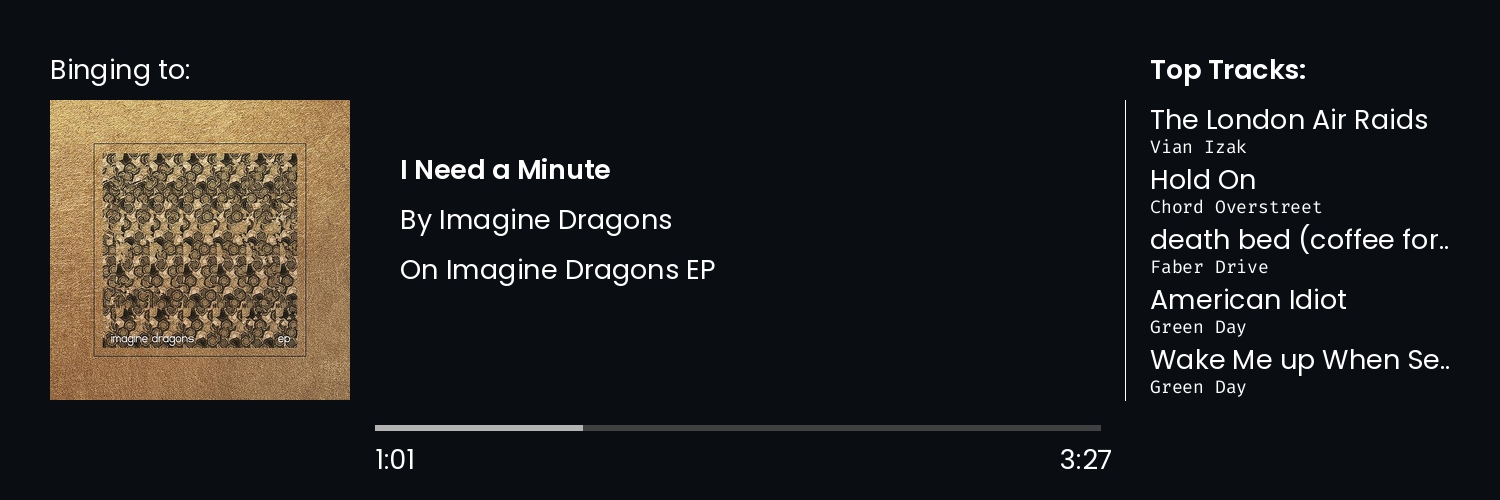 Binging to:
imagine dragons ep
I Need a Minute
By Imagine Dragons
On Imagine Dragons EP
1:01
3:27
Top Tracks:
The London Air Raids
Vian Izak
Hold On
Chord Overstreet
death bed (coffee for..
Faber Drive
American Idiot
Green Day
Wake Me up When Se..
Green Day